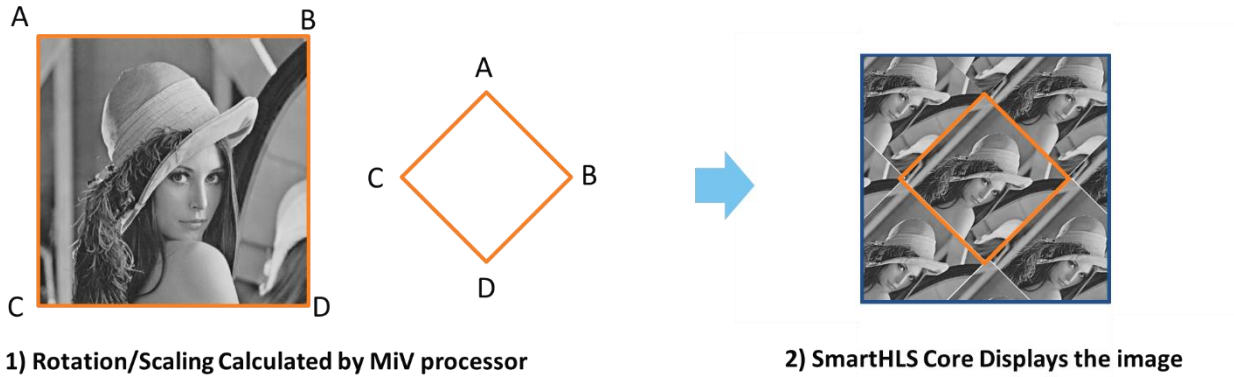 A
B
C
D
A
C
B
D
1) Rotation/Scaling Calculated by MiV processor
2) SmartHLS Core Displays the image